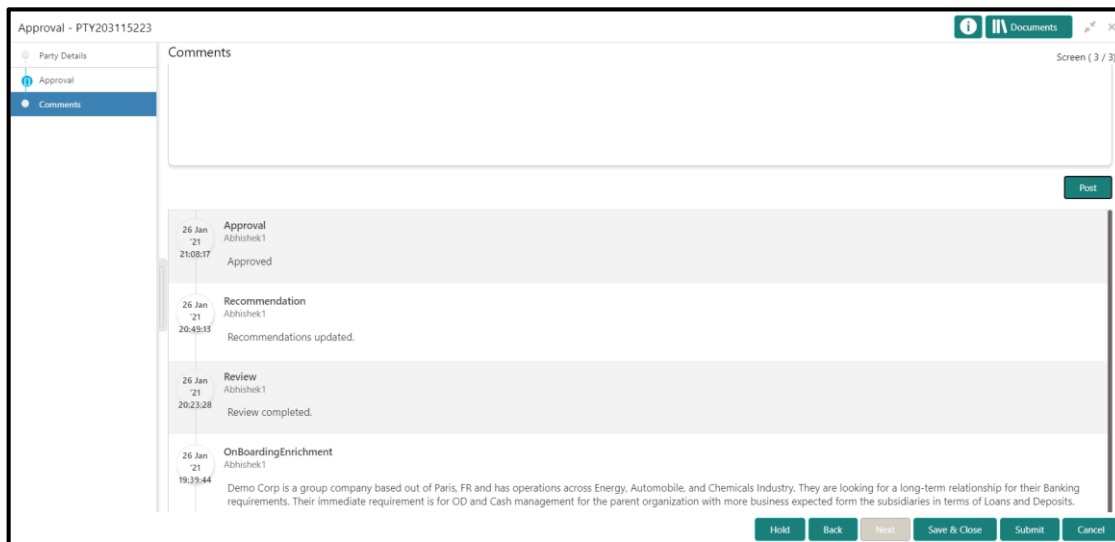 Approval - PTY203115223
Documents
Party Details
Approval
Comments
Comments
Screen ( 3 / 3)
Post
26 Jan
'21
21:08:17
Approval
Abhishek1
Approved
26 Jan
'21
20:49:13
Recommendation
Abhishek1
Recommendations updated.
26 Jan
'21
20:23:28
Review
Abhishek1
Review completed.
26 Jan
'21
19:39:44
OnBoardingEnrichment
Abhishek1
Demo Corp is a group company based out of Paris, FR and has operations across Energy, Automobile, and Chemicals Industry. They are looking for a long-term relationship for their Banking
requirements. Their immediate requirement is for OD and Cash management for the parent organization with more business expected form the subsidiaries in terms of Loans and Deposits.
Hold
Back
Next
Save & Close
Submit
Cancel